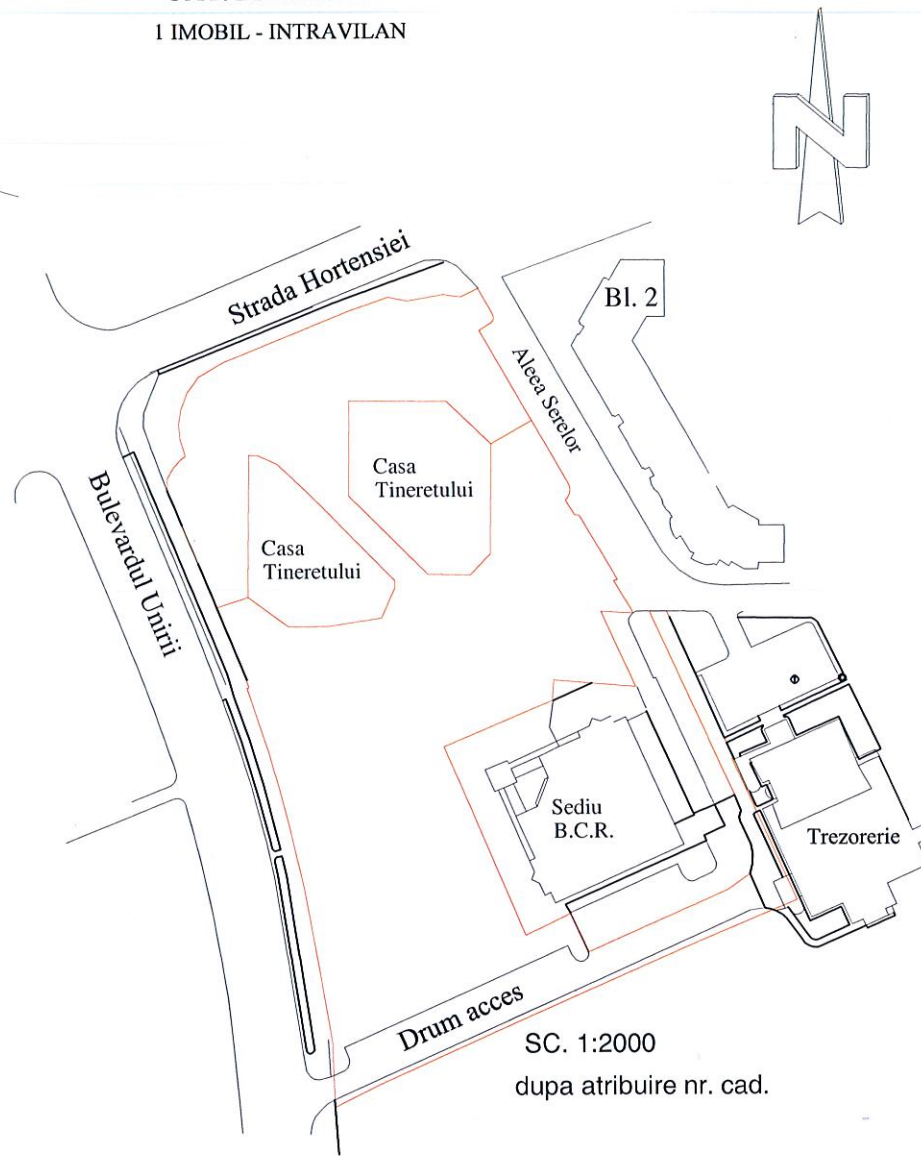 1 IMOBIL - INTRAVILAN
N
Strada Hortensiei
Bl. 2
Aleea Serelor
Casa
Tineretului
Casa
Tineretului
Bulevardul Unirii
Sediu
B.C.R.
Trezorerie
Drum acces
SC. 1:2000
dupa atribuire nr. cad.